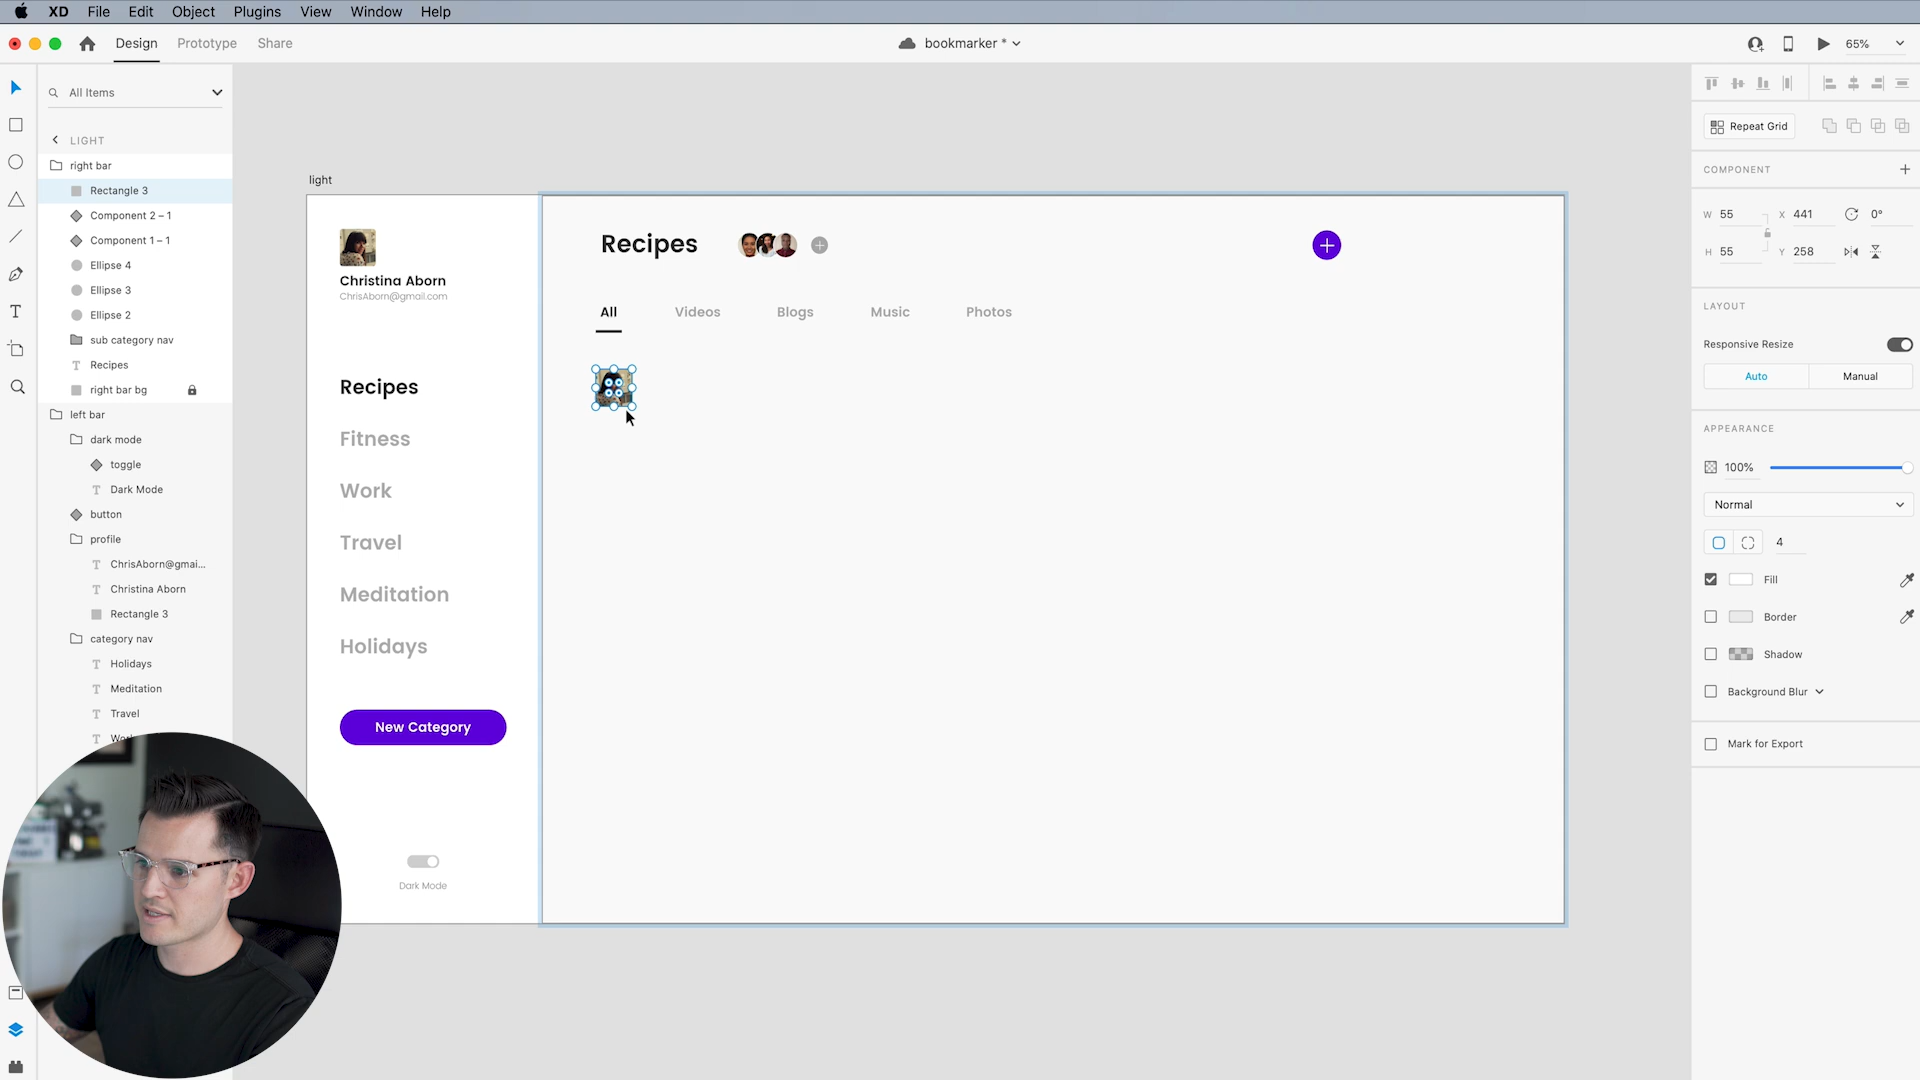 XD File Edit Object Plugins View Window Help
Design Prototype Share
bookmarker *
65%
All Items
LIGHT
right bar
Rectangle 3
Component 2 – 1
Component 1 – 1
Ellipse 4
Ellipse 3
Ellipse 2
sub category nav
Recipes
right bar bg
left bar
dark mode
toggle
Dark Mode
button
profile
ChrisAborn@gmai...
Christina Aborn
Rectangle 3
category nav
Holidays
Meditation
Travel
light
Christina Aborn
ChrisAborn@gmail.com
Recipes
Fitness
Work
Travel
Meditation
Holidays
New Category
Dark Mode
Recipes
All Videos Blogs Music Photos
Repeat Grid
COMPONENT
W 55 X 441 0°
H 55 Y 258
LAYOUT
Responsive Resize
Auto Manual
APPEARANCE
100%
Normal
4
Fill
Border
Shadow
Background Blur
Mark for Export